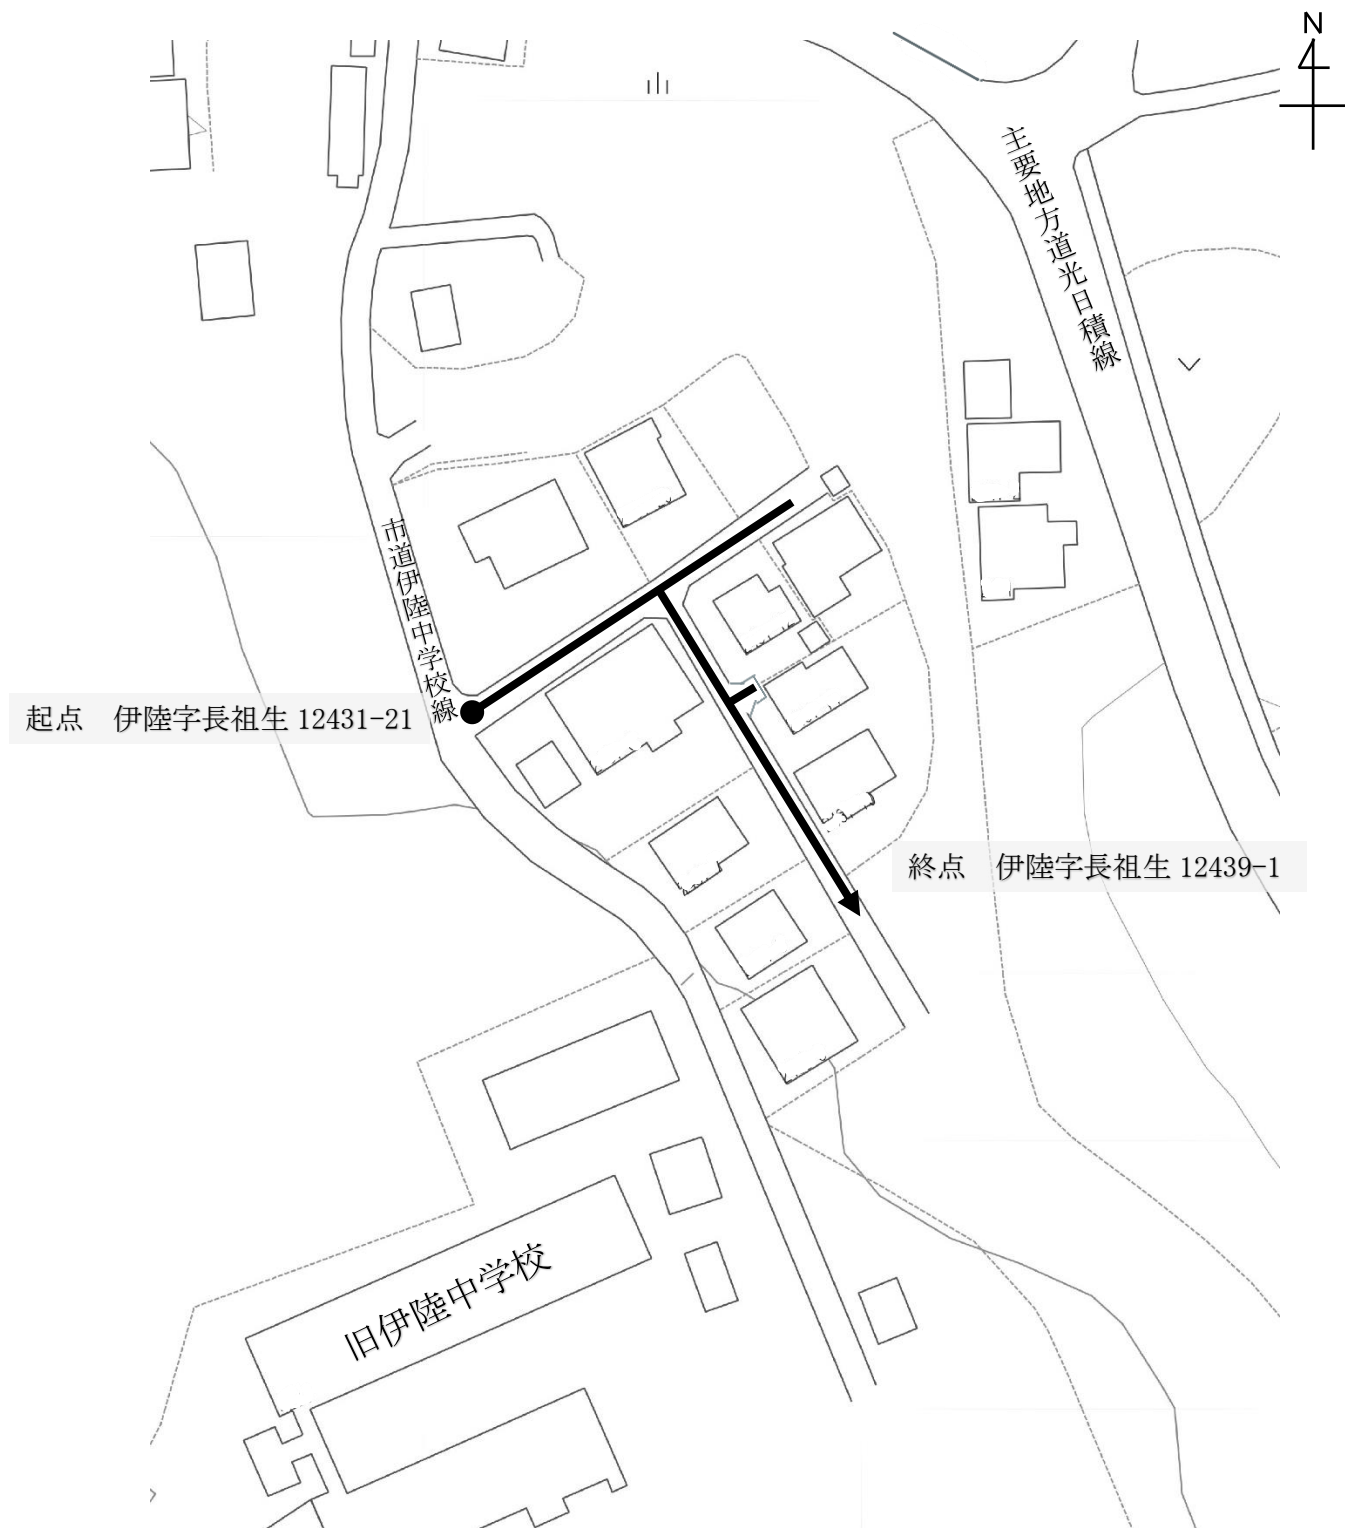 N
主要地方道光日積線
市道伊陸中学校線
起点　伊陸字長祖生 12431-21
終点　伊陸字長祖生 12439-1
旧伊陸中学校